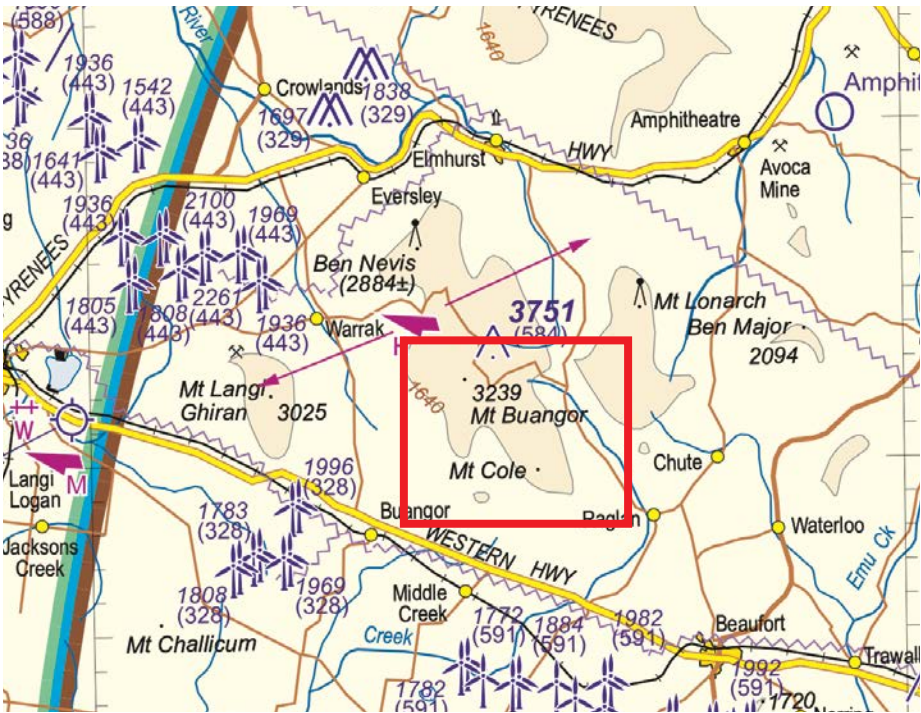 (588)
River
PYRENEES
1640
1936
(443)
1542
(443)
Crowlands
1838
(329)
1697
(329)
Amphit
Amphitheatre
HWY
Elmhurst
1641
(443)
Avoca
Mine
Eversley
1936
(443)
2100
(443)
1969
(443)
g
PYRENEES
Ben Nevis
(2884±)
1805
(443)
1808
(443)
2261
(443)
1936
(443)
Warrak
3751
(584)
Mt Lonarch
Ben Major
2094
H
3239
Mt Buangor
1640
Mt Langi
Ghiran
3025
W
M
Langi
Logan
Mt Cole
Chute
1996
(328)
1783
(328)
Buangor
Raglan
Waterloo
Jacksons
Creek
WESTERN HWY
Emu Ck
1969
(328)
1808
(328)
Middle
Creek
Mt Challicum
Creek
1772
(591)
1884
(591)
1982
(591)
Beaufort
Trawall
1992
(591)
1782
(591)
1720